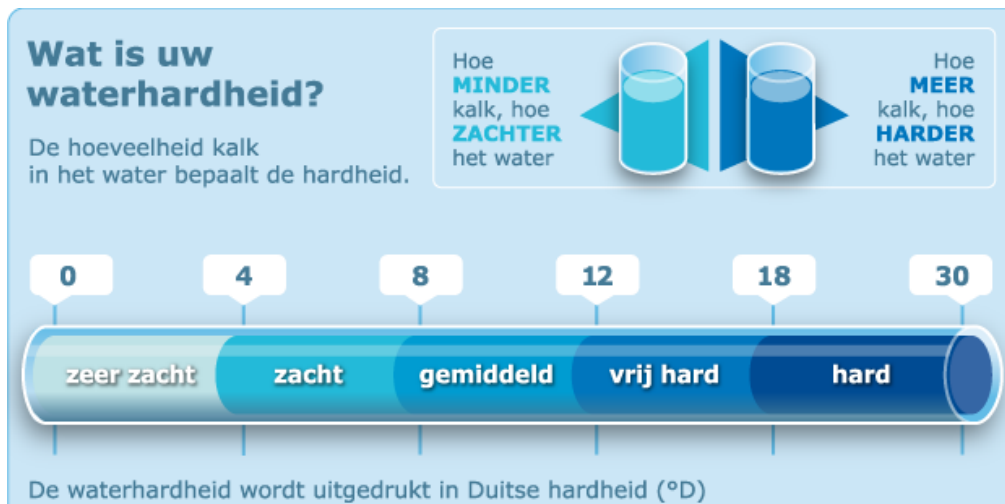 Wat is uw
waterhardheid?
De hoeveelheid kalk
in het water bepaalt de hardheid.
Hoe
MINDER
kalk, hoe
ZACHTER
het water
Hoe
MEER
kalk, hoe
HARDER
het water
0 4 8 12 18 30
zeer zacht zacht gemiddeld vrij hard hard
De waterhardheid wordt uitgedrukt in Duitse hardheid (°D)